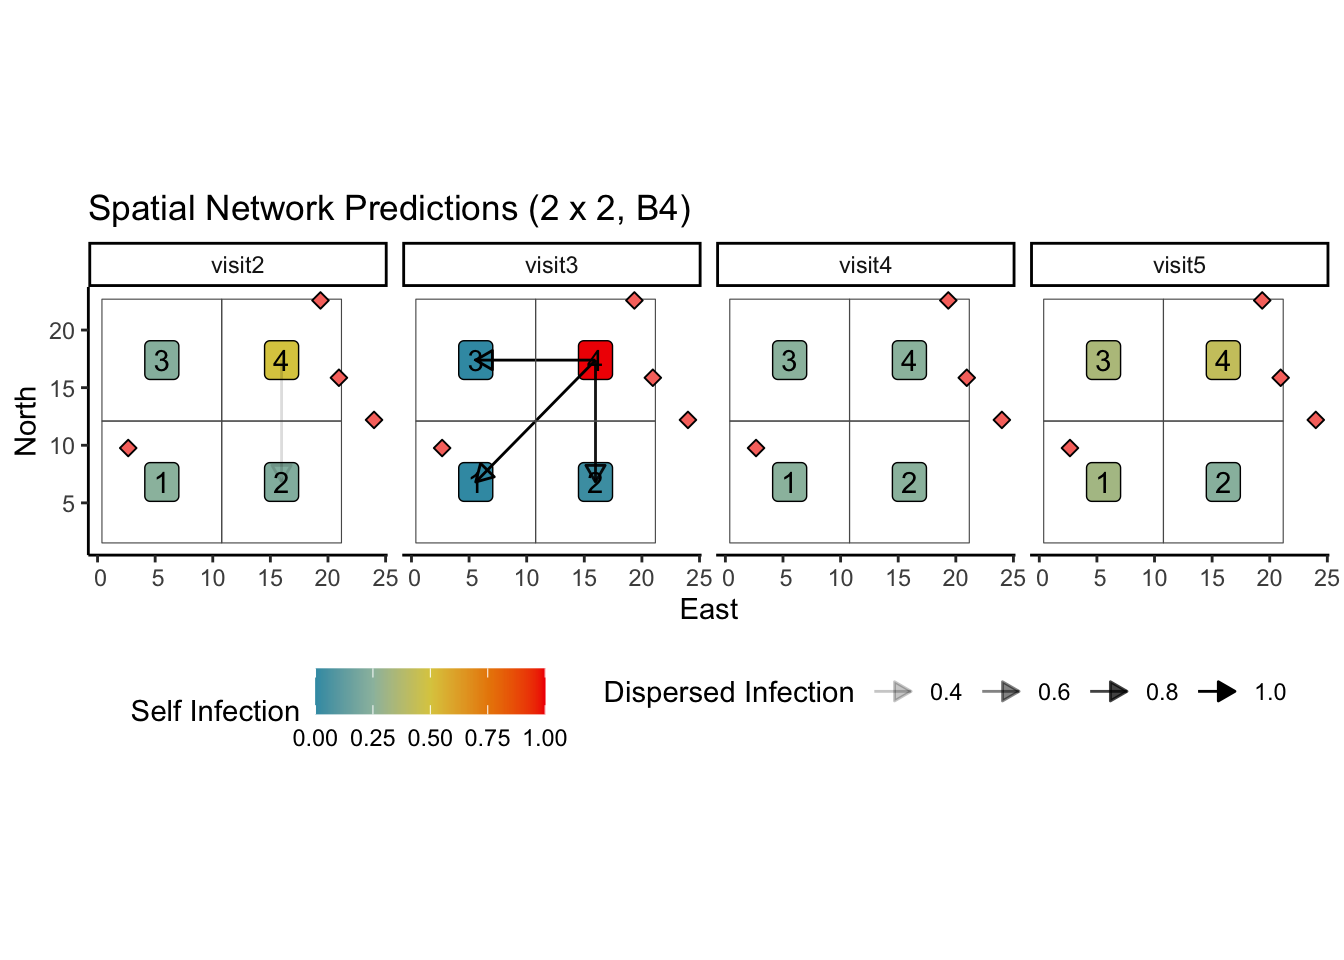 Spatial Network Predictions (2 x 2, B4)
visit2 visit3 visit4 visit5
North
20
15
10
5
3 4 3 4 3 4 3 4
1 2 1 2 1 2 1 2
0 5 10 15 20 25 0 5 10 15 20 25 0 5 10 15 20 25 0 5 10 15 20 25
East
Self Infection
0.00 0.25 0.50 0.75 1.00
Dispersed Infection 0.4 0.6 0.8 1.0